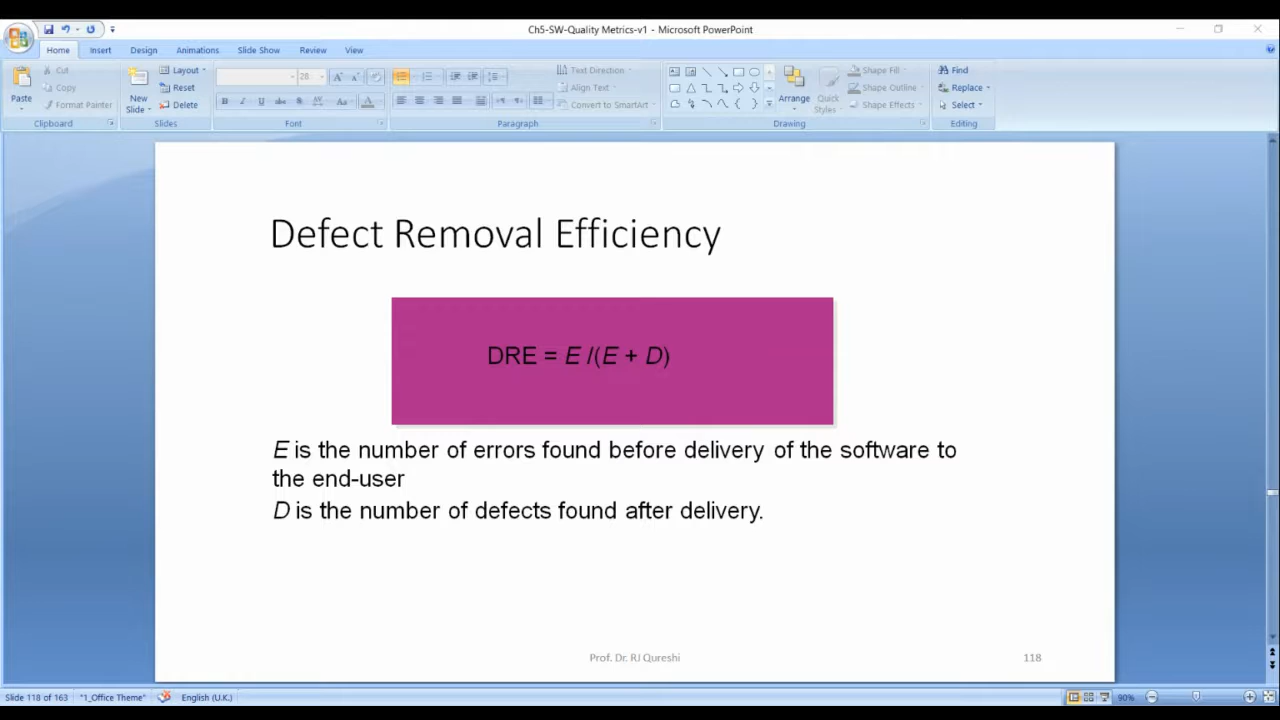 Ch5-SW-Quality Metrics-v1 - Microsoft PowerPoint
Home Insert Design Animations Slide Show Review View
Paste
Cut
Copy
Format Painter
Clipboard
New Slide
Layout
Reset
Delete
Slides
28
Font
Text Direction
Align Text
Convert to SmartArt
Paragraph
Arrange
Quick Styles
Shape Fill
Shape Outline
Shape Effects
Drawing
Find
Replace
Select
Editing
Defect Removal Efficiency
DRE = E /(E + D)
E is the number of errors found before delivery of the software to
the end-user
D is the number of defects found after delivery.
Prof. Dr. RJ Qureshi 118
Slide 118 of 163 "1_Office Theme" English (U.K.) 90%